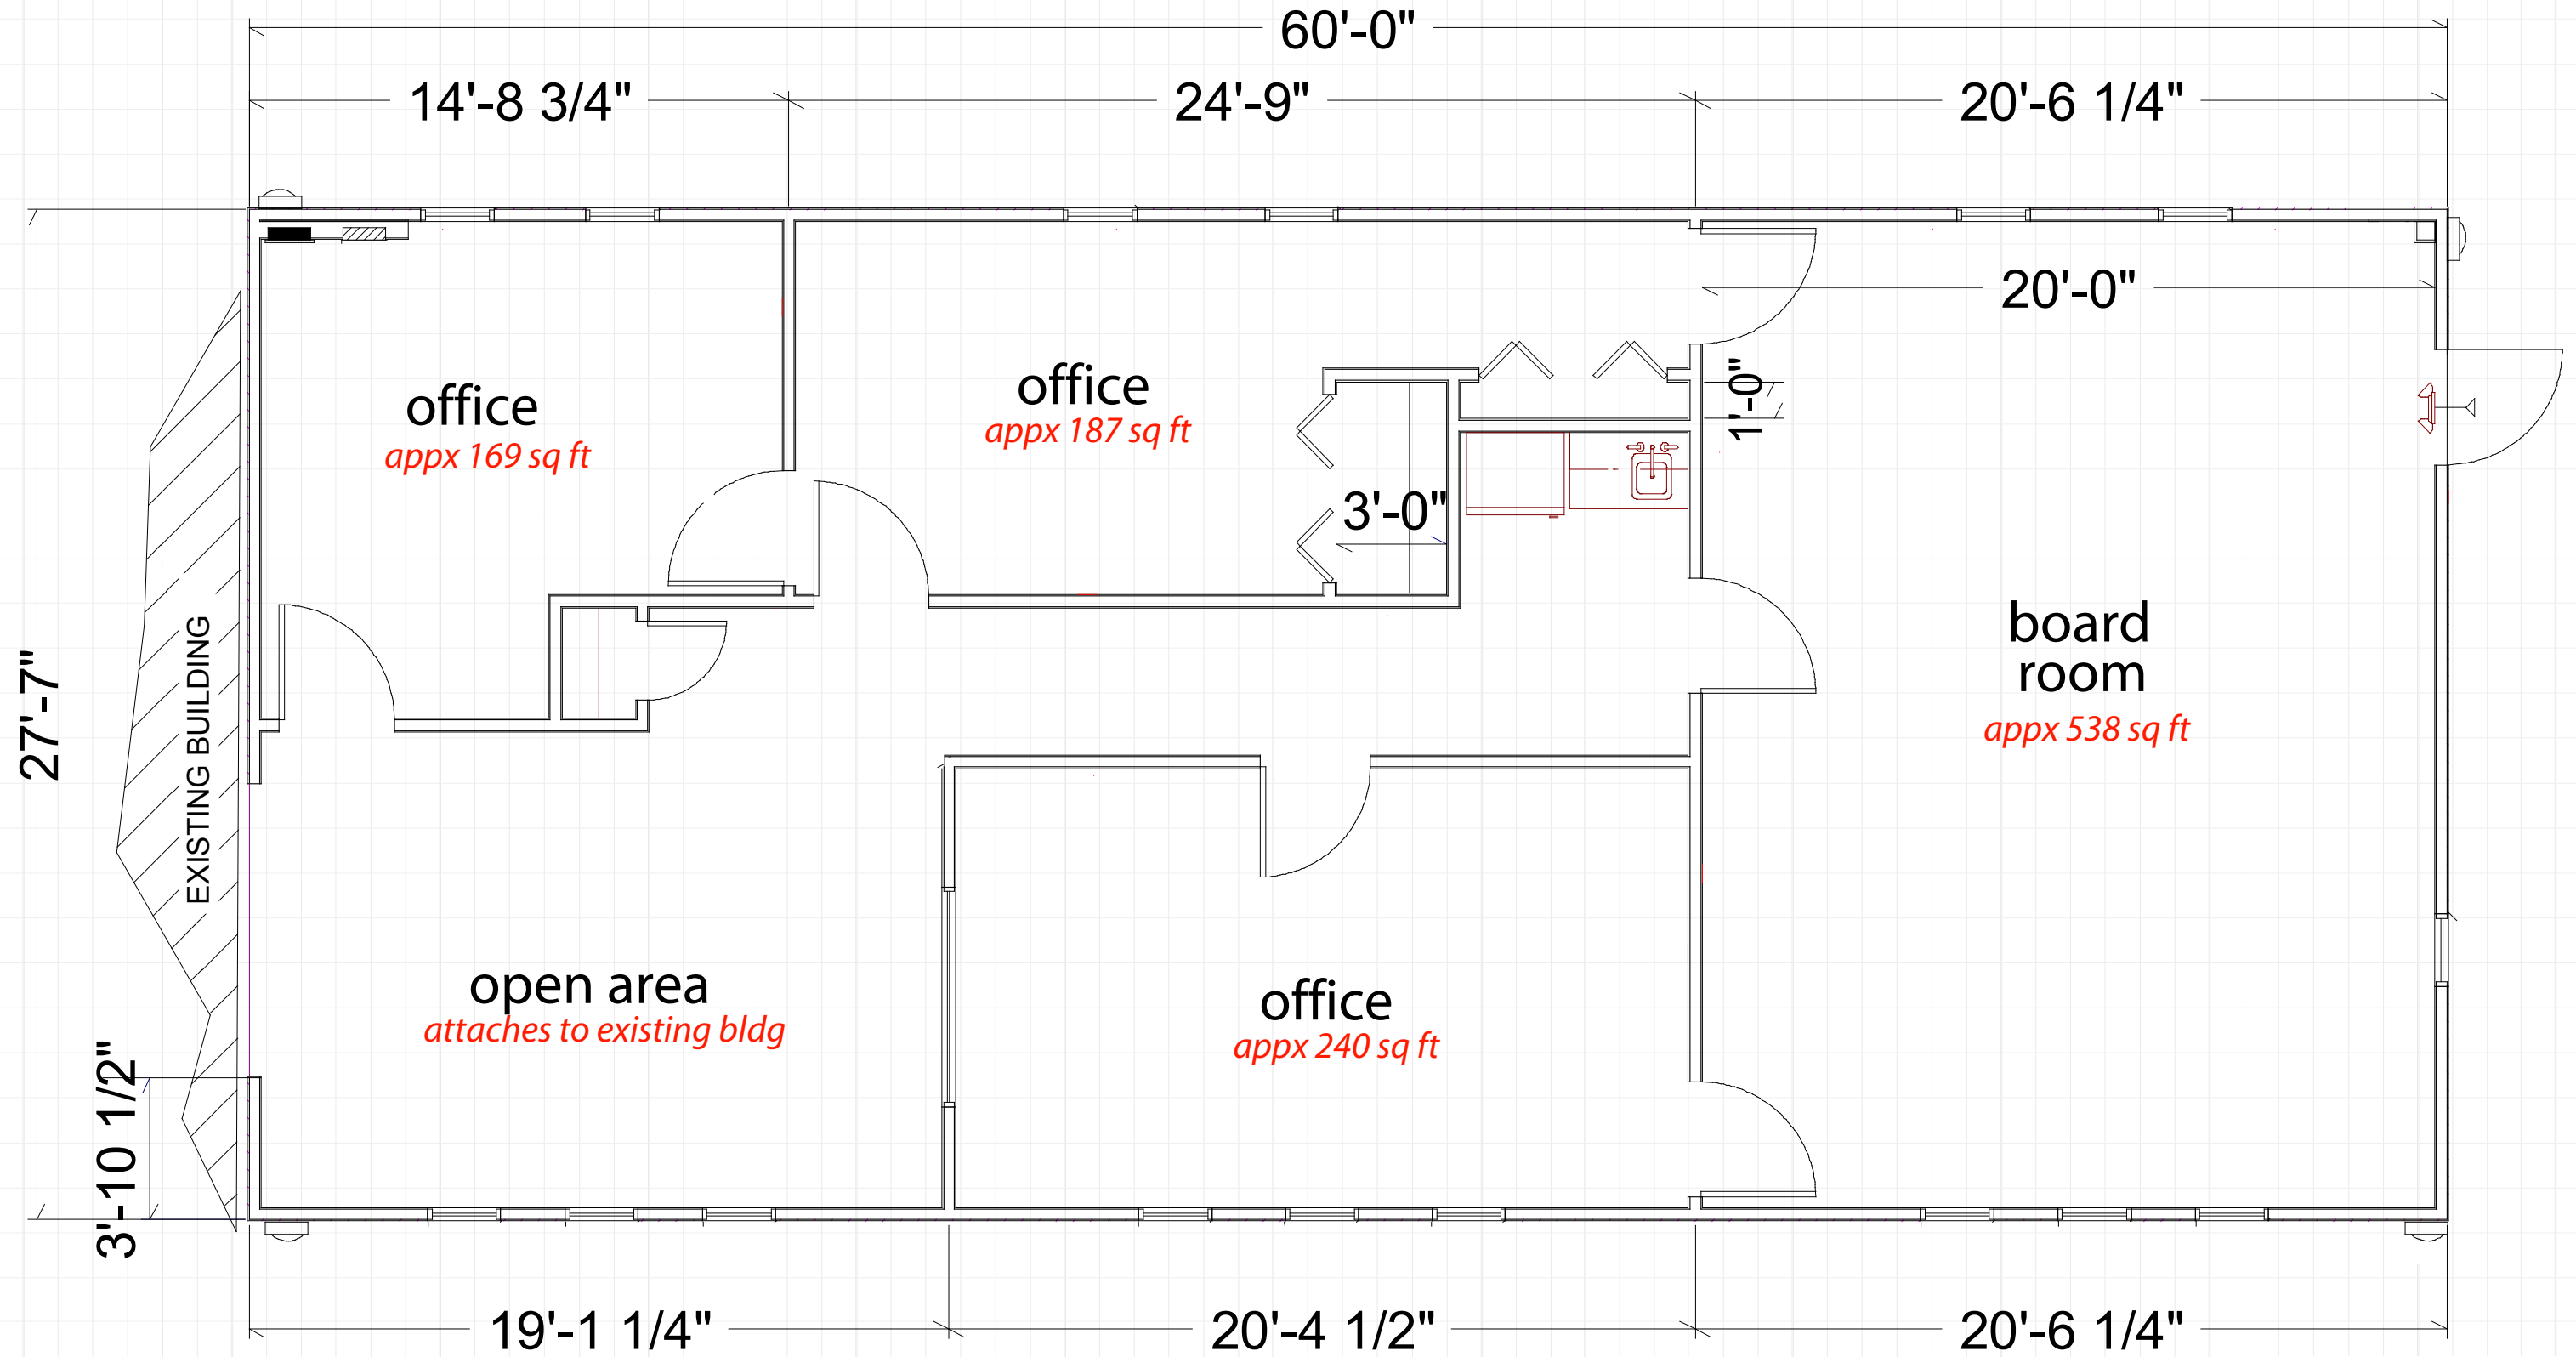 60'-0"
14'-8 3/4"
24'-9"
20'-6 1/4"
20'-0"
office
appx 169 sq ft
office
appx 187 sq ft
1'-0"
3'-0"
board
room
appx 538 sq ft
27'-7"
EXISTING BUILDING
open area
attaches to existing bldg
office
appx 240 sq ft
3'-10 1/2"
19'-1 1/4"
20'-4 1/2"
20'-6 1/4"